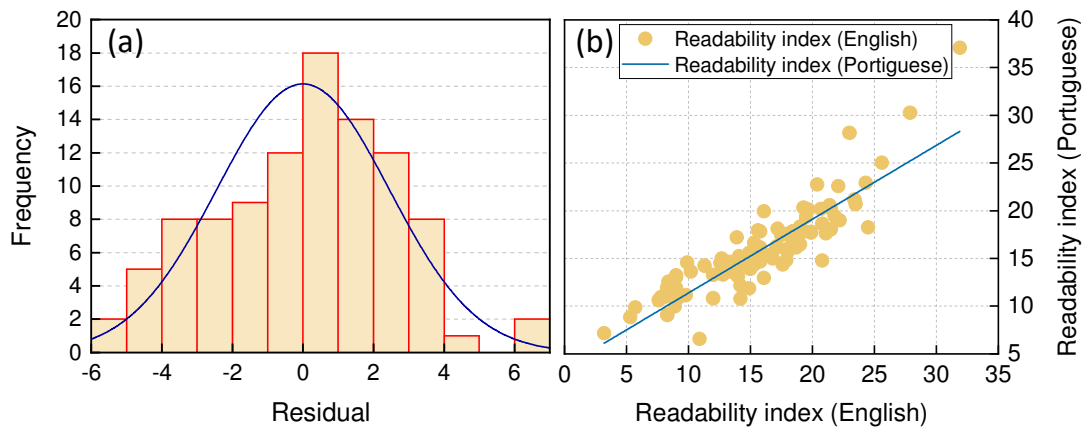 (a)
20
18
16
14
12
10
8
6
4
2
0
Frequency
-6 -4 -2 0 2 4 6
Residual
(b)
Readability index (English)
Readability index (Portiguese)
40
35
30
25
20
15
10
5
Readability index (Portuguese)
0 5 10 15 20 25 30 35
Readability index (English)